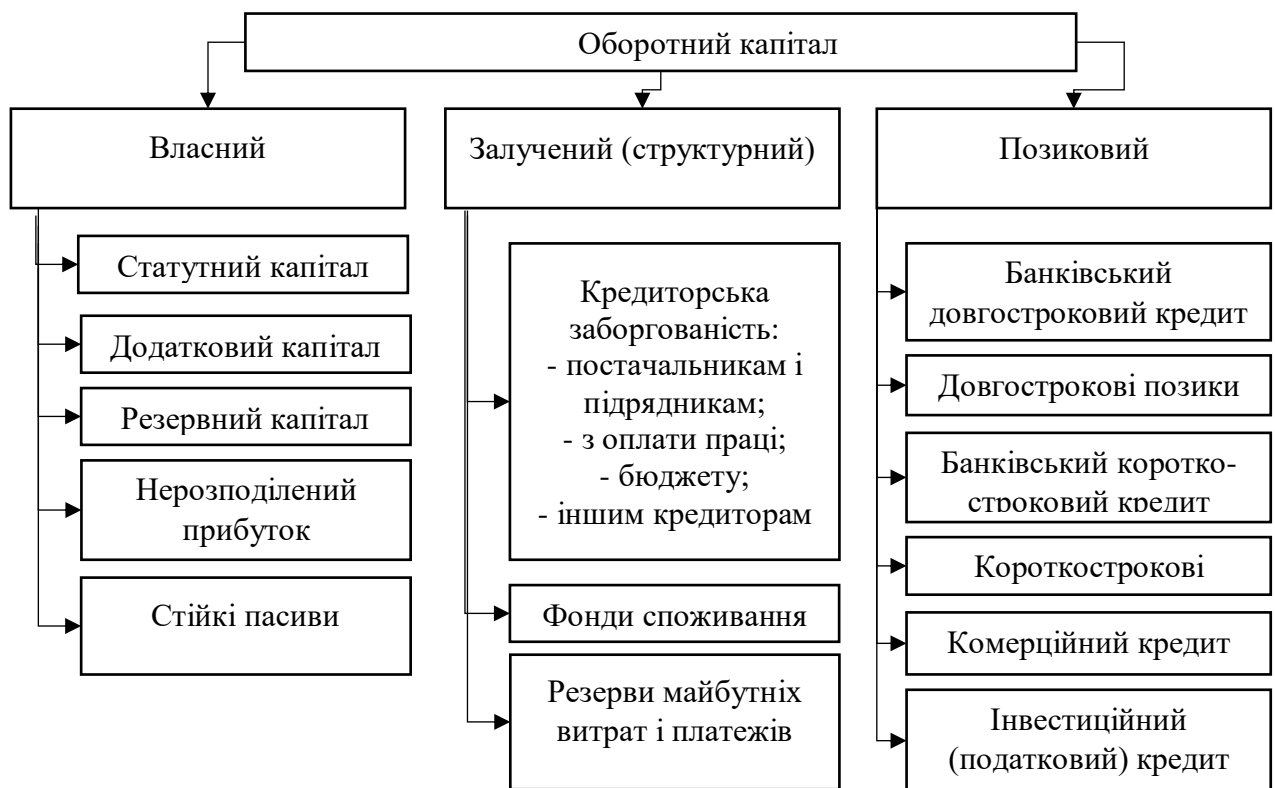 Оборотний капітал
Власний
Статутний капітал
Додатковий капітал
Резервний капітал
Нерозподілений
прибуток
Стійкі пасиви
Залучений (структурний)
Кредиторська
заборгованість:
- постачальникам і
підрядникам;
- з оплати праці;
- бюджету;
- іншим кредиторам
Фонди споживання
Резерви майбутніх
витрат і платежів
Позиковий
Банківський
довгостроковий кредит
Довгострокові позики
Банківський коротко-
строковий кредит
Короткострокові
Комерційний кредит
Інвестиційний
(податковий) кредит